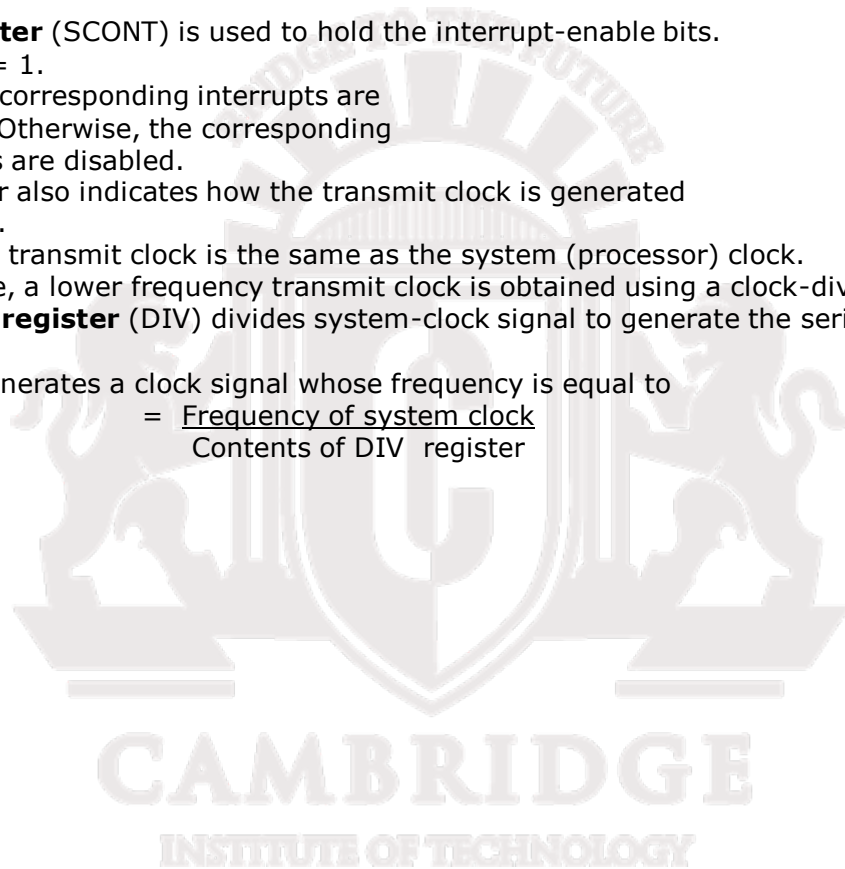 ter (SCONT) is used to hold the interrupt-enable bits.
= 1.
corresponding interrupts are
Otherwise, the corresponding
s are disabled.
r also indicates how the transmit clock is generated
.
transmit clock is the same as the system (processor) clock.
e, a lower frequency transmit clock is obtained using a clock-div
register (DIV) divides system-clock signal to generate the seri
nerates a clock signal whose frequency is equal to
= Frequency of system clock
Contents of DIV register
CAMBRIDGE
INSTITUTE OF TECHNOLOGY